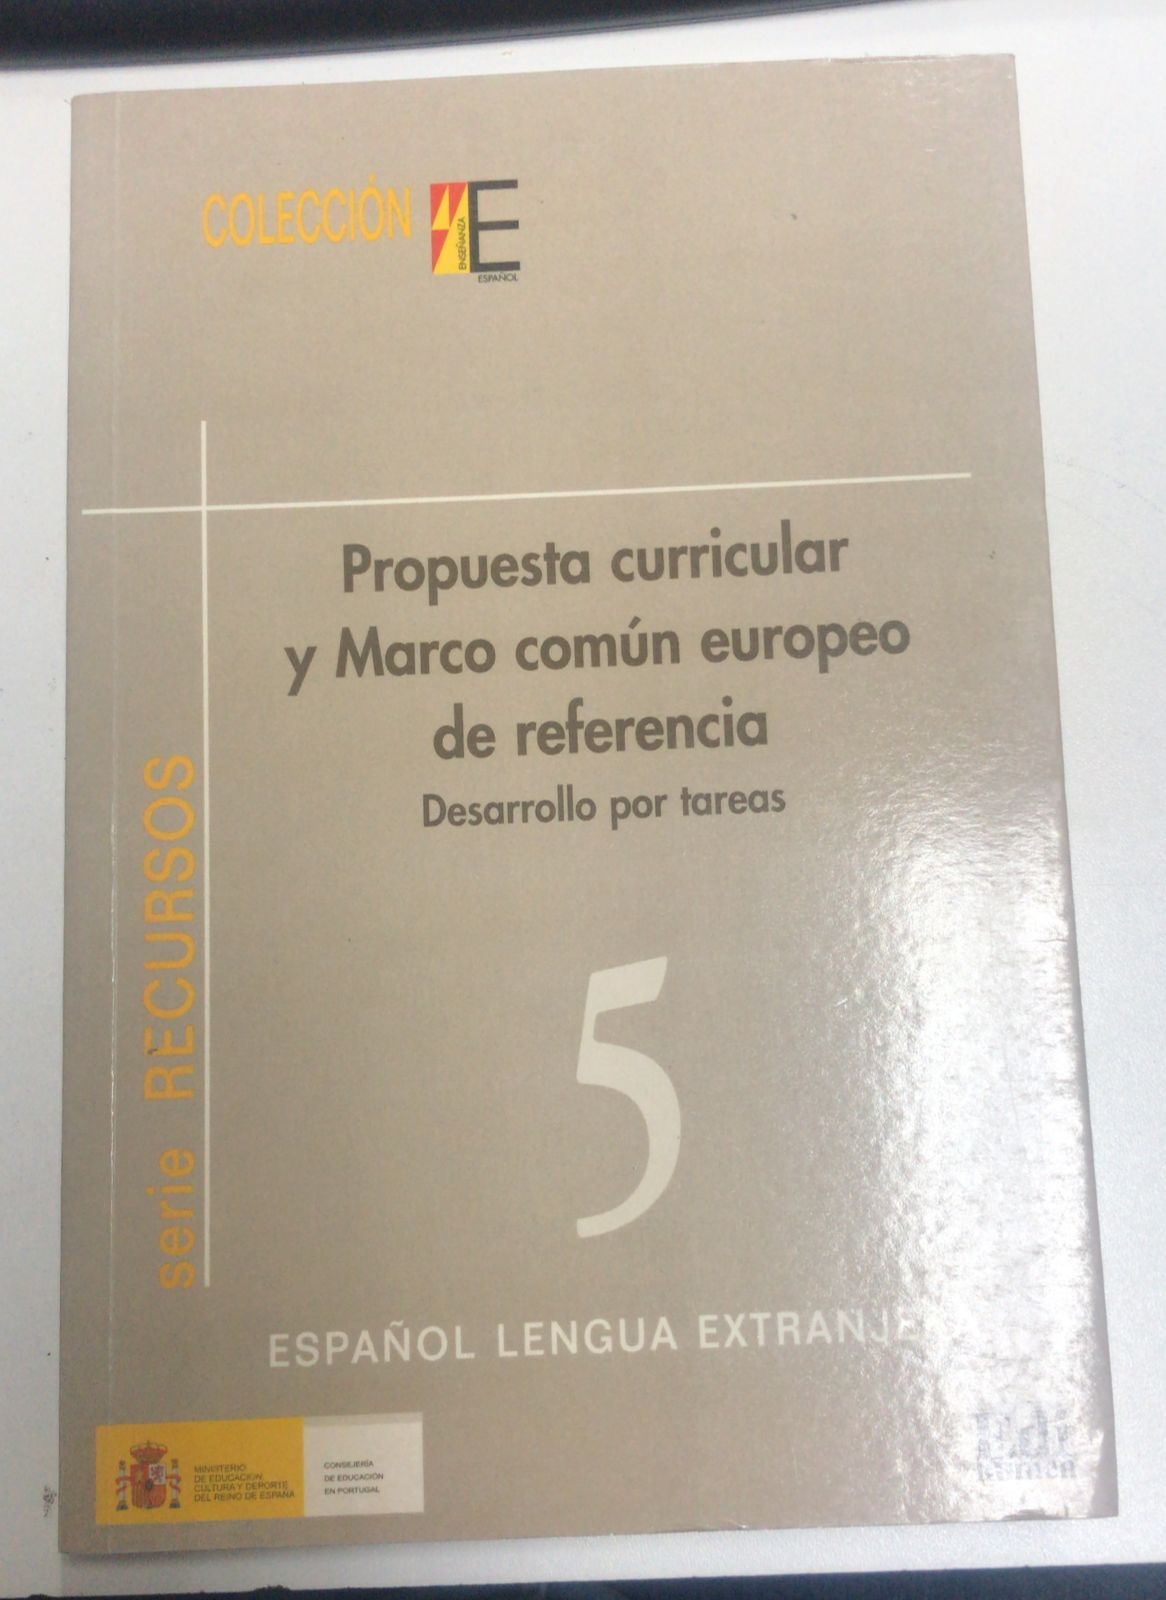 COLECCIÓN
ENSEÑANZA
E
ESPAÑOL
Propuesta curricular
y Marco común europeo
de referencia
Desarrollo por tareas
serie RECURSOS
5
ESPAÑOL LENGUA
MINISTERIO
DE EDUCACIÓN
CULTURA Y DEPORTE
DEL REINO DE ESPAÑA
CONSEJERÍA
DE EDUCACIÓN
EN PORTUGAL
Edi